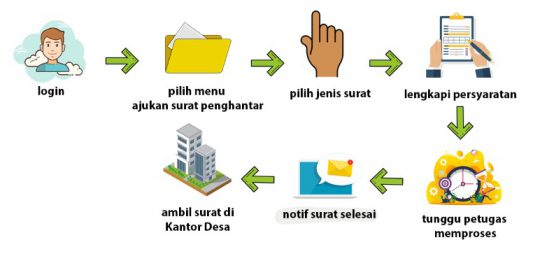 login
pilih menu
ajukan surat penghantar
pilih jenis surat
lengkapi persyaratan
tunggu petugas
memproses
notif surat selesai
ambil surat di
Kantor Desa